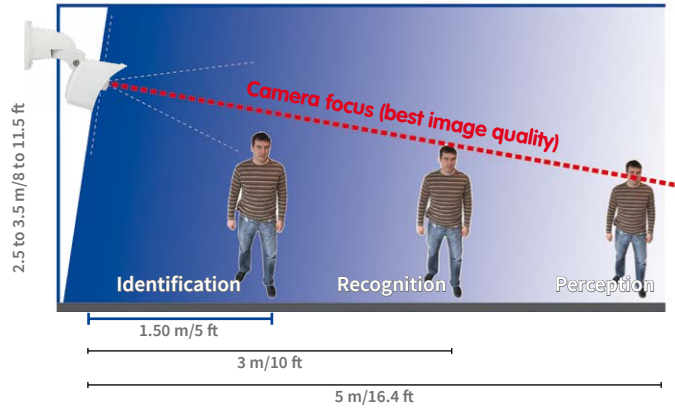 Camera focus (best image quality)
2.5 to 3.5 m/8 to 11.5 ft
Identification
Recognition
Perception
1.50 m/5 ft
3 m/10 ft
5 m/16.4 ft